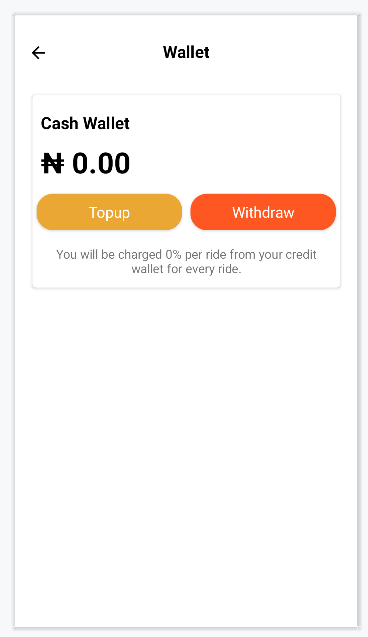 Wallet
Cash Wallet
₦ 0.00
Topup
Withdraw
You will be charged 0% per ride from your credit
wallet for every ride.